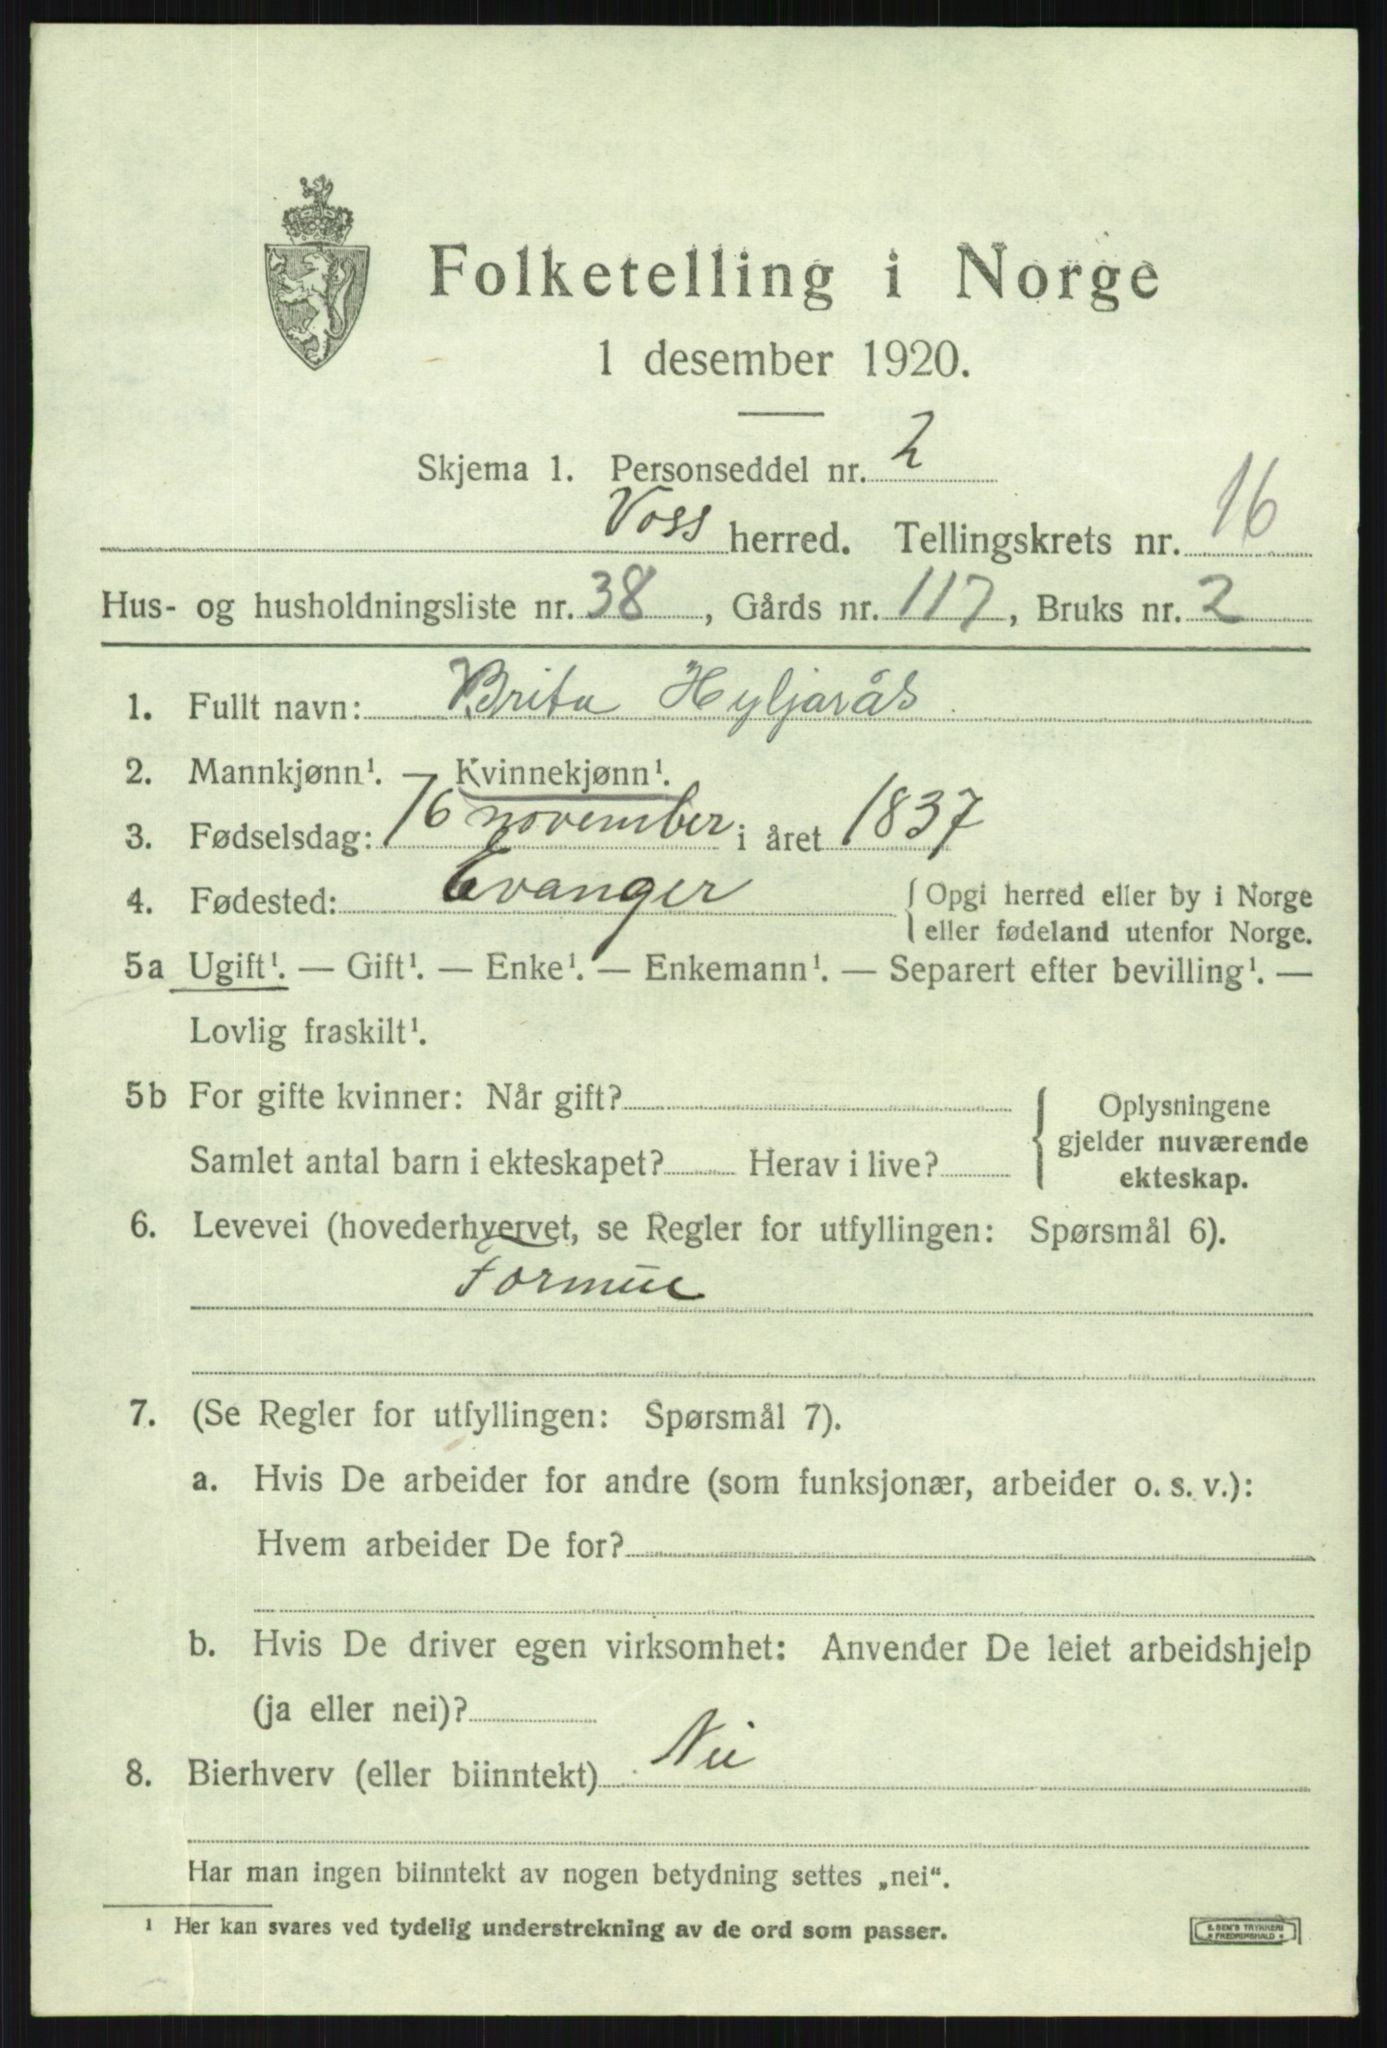 Folketelling i Norge
1 desember 1920.
Skjema 1. Personseddel nr. 2
Voss herred. Tellingskrets nr. 16
Hus- og husholdningsliste nr. 38, Gårds nr. 117, Bruks nr. 2
1. Fullt navn: Brita Hyljarås
2. Mannkjønn¹. — Kvinnekjønn¹.
3. Fødselsdag: 16 november i året 1837
4. Fødested: Evanger { Opgi herred eller by i Norge
eller fødeland utenfor Norge.
5a Ugift¹. — Gift¹. — Enke¹. — Enkemann¹. — Separert efter bevilling¹. —
Lovlig fraskilt¹.
5b For gifte kvinner: Når gift? { Oplysningene
gjelder nuværende
Samlet antal barn i ekteskapet? Herav i live?
ekteskap.
6. Levevei (hovederhvervet, se Regler for utfyllingen: Spørsmål 6).
Formue
7. (Se Regler for utfyllingen: Spørsmål 7).
a. Hvis De arbeider for andre (som funksjonær, arbeider o. s. v.):
Hvem arbeider De for?
b. Hvis De driver egen virksomhet: Anvender De leiet arbeidshjelp
(ja eller nei)?
8. Bierhverv (eller biinntekt) Nei
Har man ingen biinntekt av nogen betydning settes „nei“.
¹ Her kan svares ved tydelig understrekning av de ord som passer.
E. SEM'S TRYKKERI
* FREDRIKSHALD *